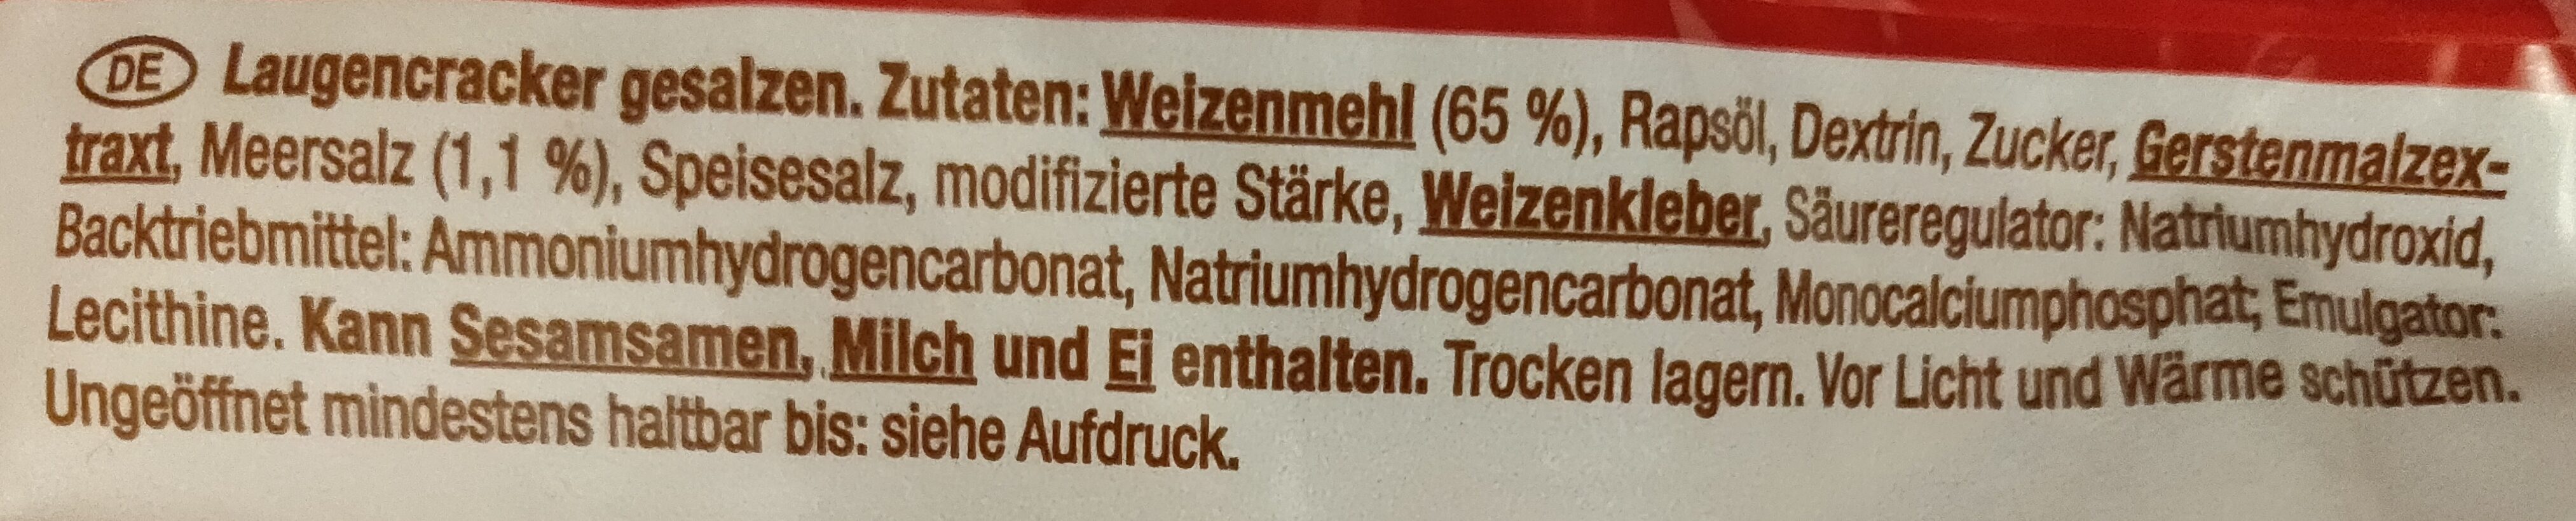 DE Laugencracker gesalzen. Zutaten: Weizenmehl (65 %), Rapsöl, Dextrin, Zucker, Gerstenmalzex-
traxt, Meersalz (1,1 %), Speisesalz, modifizierte Stärke, Weizenkleber, Säureregulator: Natriumhydroxid,
Backtriebmittel: Ammoniumhydrogencarbonat, Natriumhydrogencarbonat, Monocalciumphosphat; Emulgator:
Lecithine. Kann Sesamsamen, Milch und Ei enthalten. Trocken lagern. Vor Licht und Wärme schützen.
Ungeöffnet mindestens haltbar bis: siehe Aufdruck.